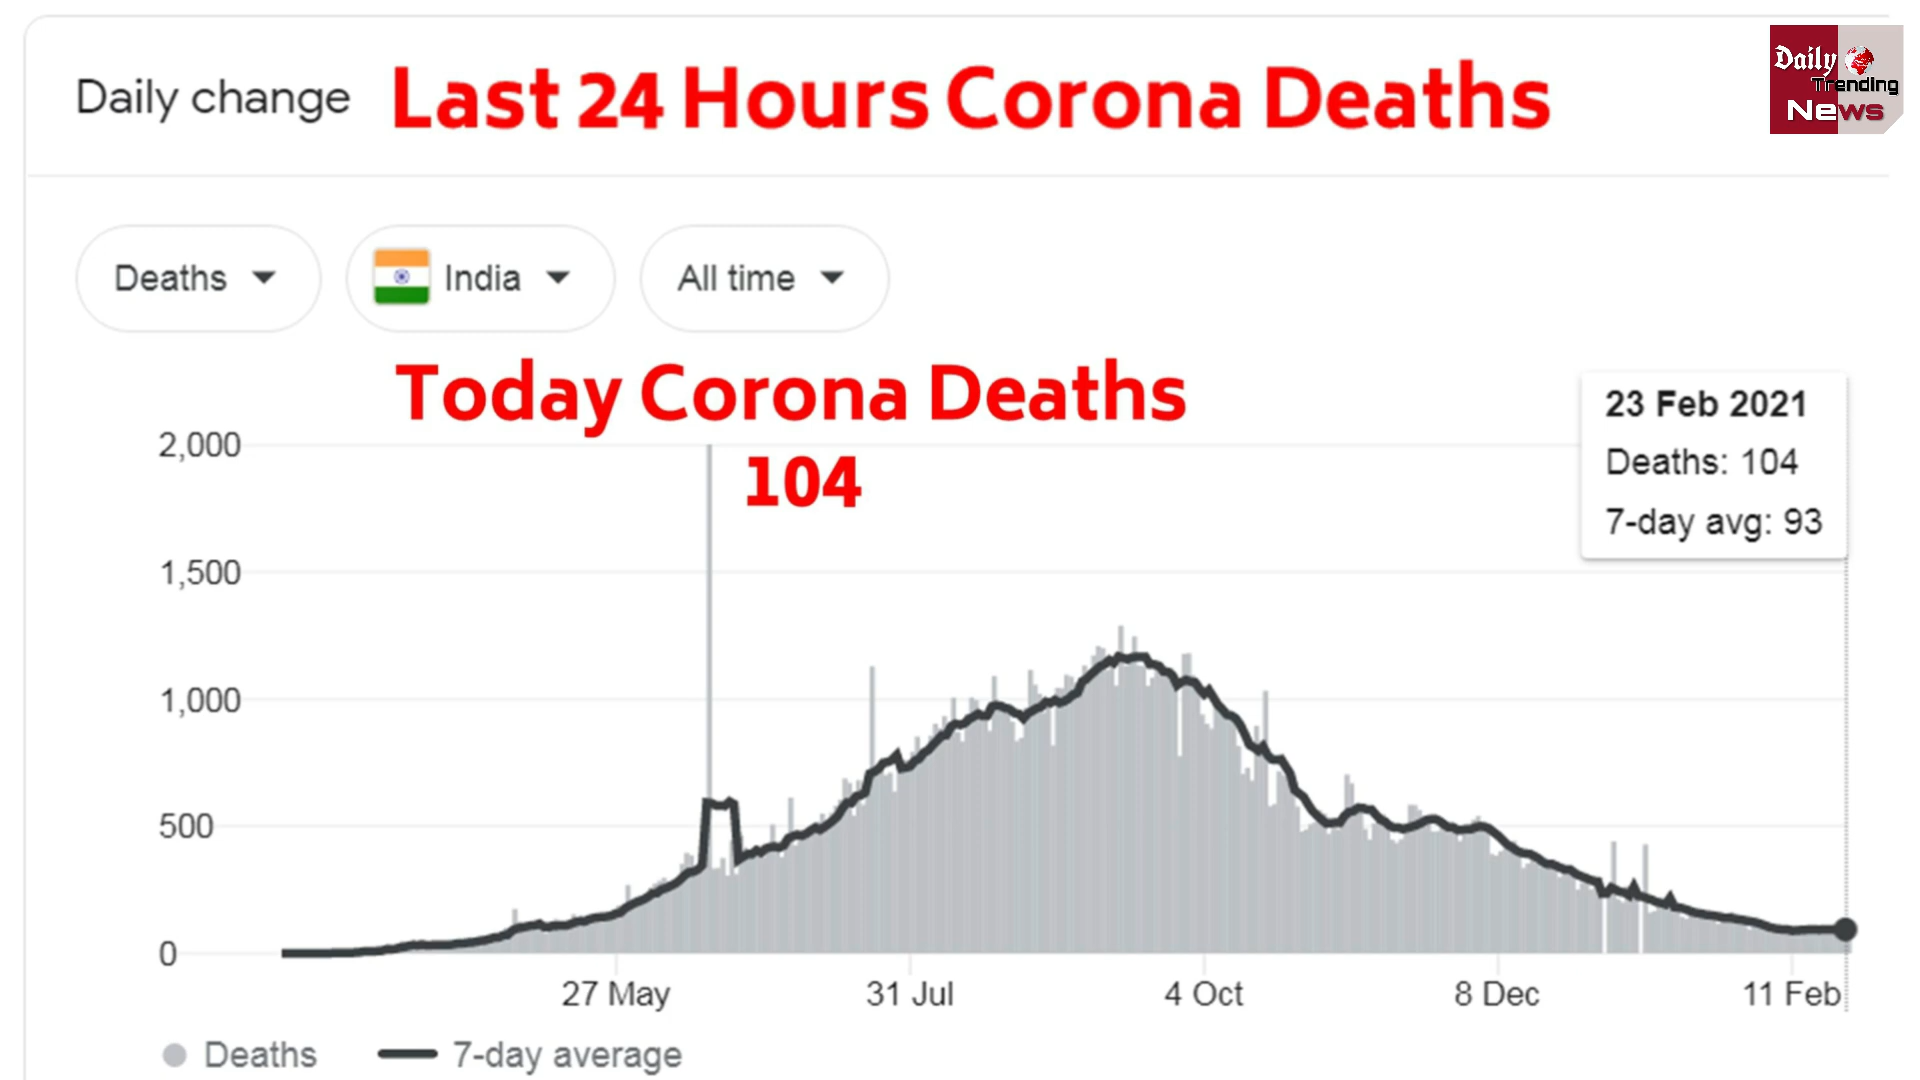 Daily change
Last 24 Hours Corona Deaths
Daily
Trending
News
Deaths
India
All time
Today Corona Deaths
104
23 Feb 2021
Deaths: 104
7-day avg: 93
2,000
1,500
1,000
500
0
27 May
31 Jul
4 Oct
8 Dec
11 Feb
Deaths
7-day average